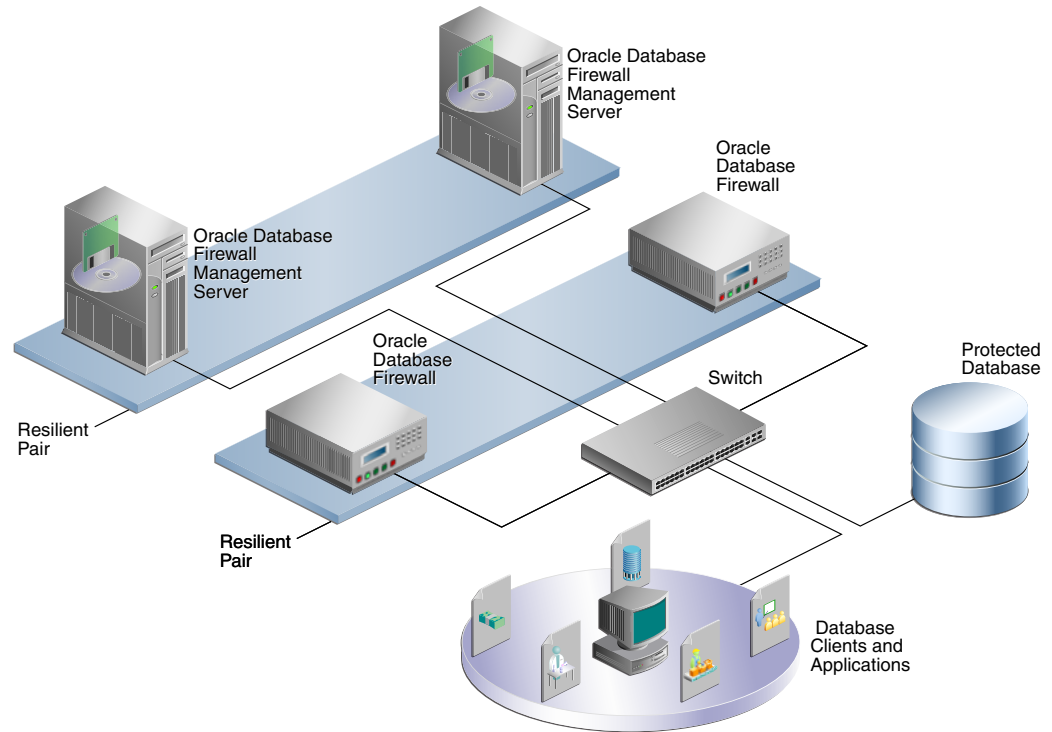 Oracle Database
Firewall
Management
Server
Oracle
Database
Firewall
Oracle Database
Firewall
Management
Server
Oracle
Database
Firewall
Switch
Protected
Database
Resilient
Pair
Resilient
Pair
Database
Clients and
Applications